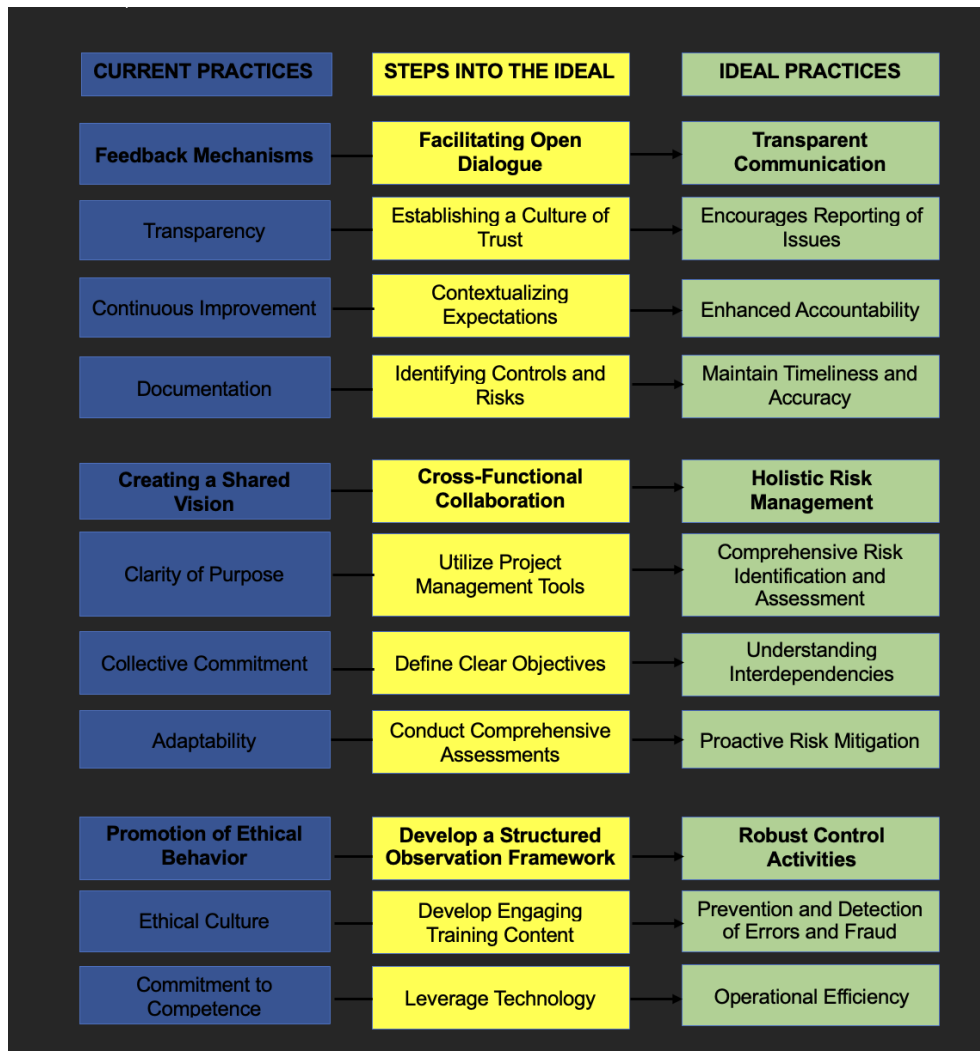 CURRENT PRACTICES
STEPS INTO THE IDEAL
IDEAL PRACTICES
Feedback Mechanisms
Facilitating Open
Dialogue
Transparent
Communication
Transparency
Establishing a Culture of
Trust
Encourages Reporting of
Issues
Continuous Improvement
Contextualizing
Expectations
Enhanced Accountability
Documentation
Identifying Controls and
Risks
Maintain Timeliness and
Accuracy
Creating a Shared
Vision
Cross-Functional
Collaboration
Holistic Risk
Management
Clarity of Purpose
Utilize Project
Management Tools
Comprehensive Risk
Identification and
Assessment
Collective Commitment
Define Clear Objectives
Understanding
Interdependencies
Adaptability
Conduct Comprehensive
Assessments
Proactive Risk Mitigation
Promotion of Ethical
Behavior
Develop a Structured
Observation Framework
Robust Control
Activities
Ethical Culture
Develop Engaging
Training Content
Prevention and Detection
of Errors and Fraud
Commitment to
Competence
Leverage Technology
Operational Efficiency